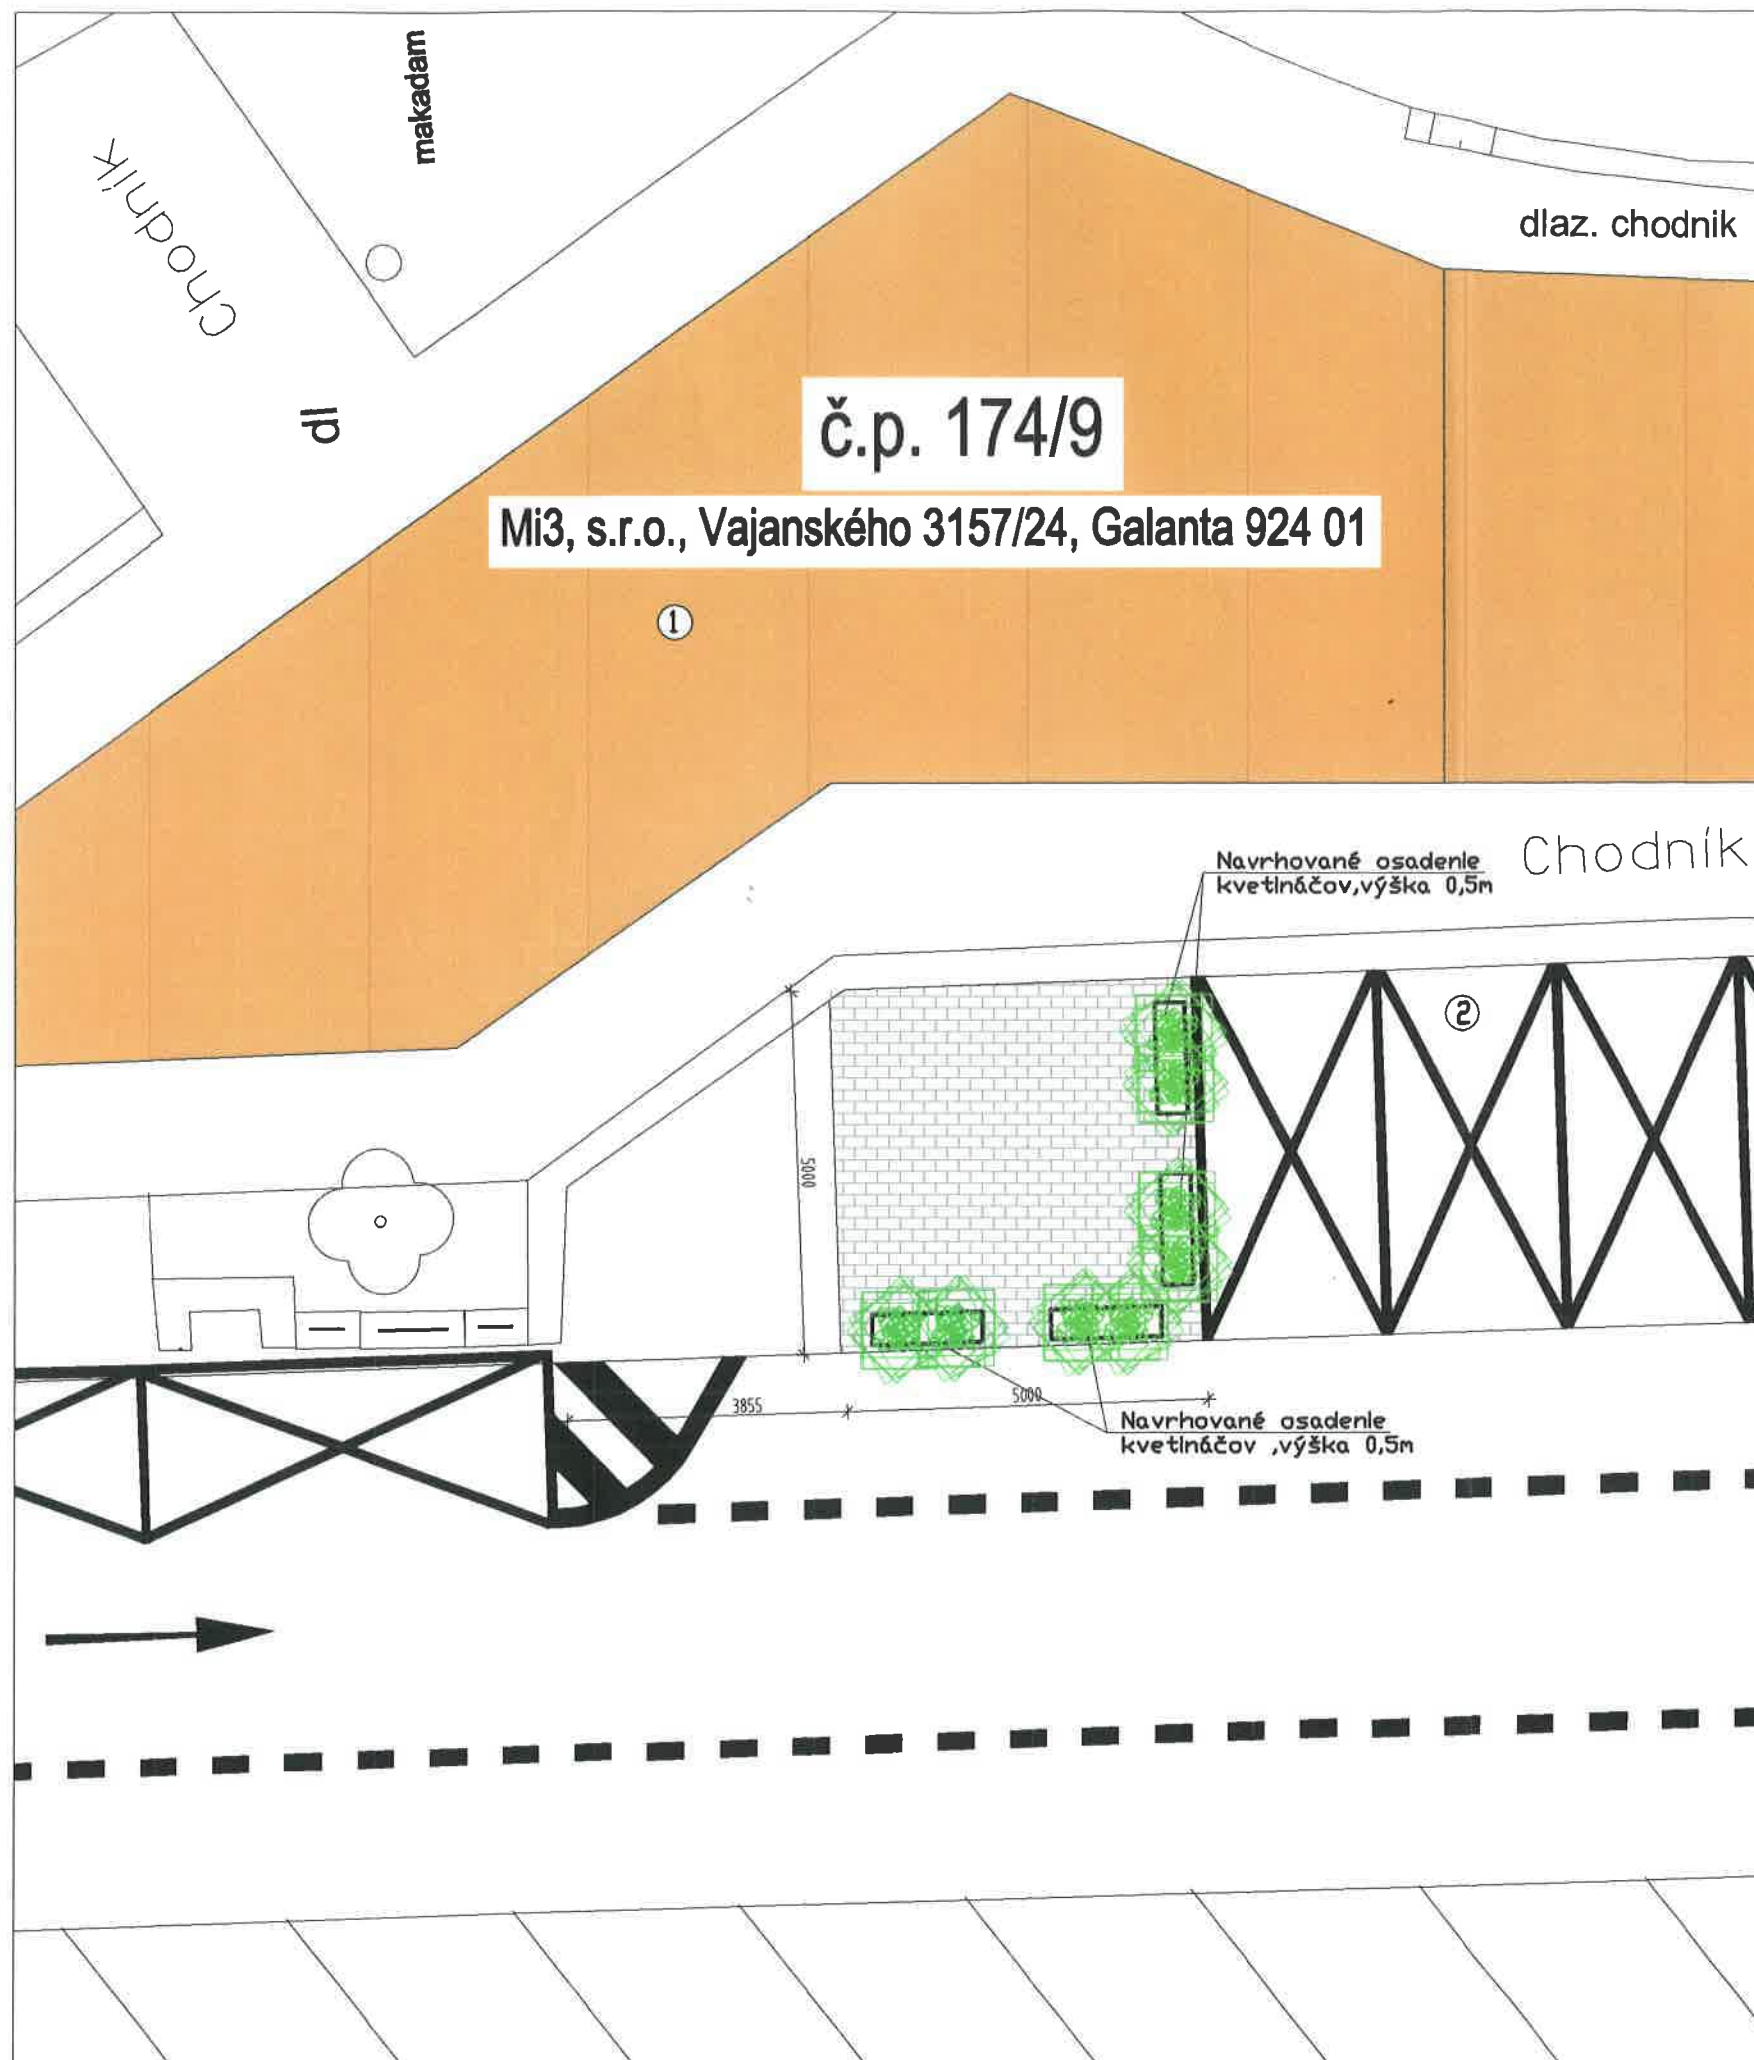 makadam
Chodník
dlaz. chodnik
dl
č.p. 174/9
Mi3, s.r.o., Vajanského 3157/24, Galanta 924 01
1
Chodník
Navrhované osadenie
kvetináčov,výška 0,5m
2
5000
3855
5000
Navrhované osadenie
kvetináčov ,výška 0,5m